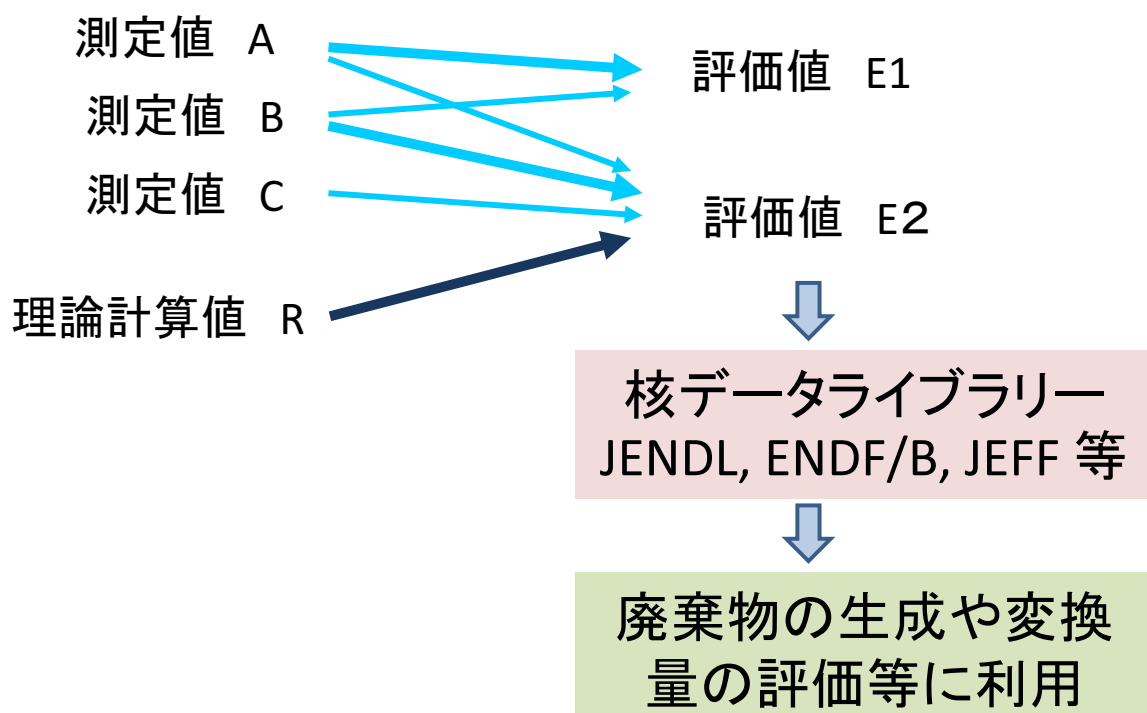 測定値 A
測定値 B
測定値 C
理論計算値 R
評価値 E1
評価値 E２
核データライブラリー
JENDL, ENDF/B, JEFF 等
廃棄物の生成や変換
量の評価等に利用